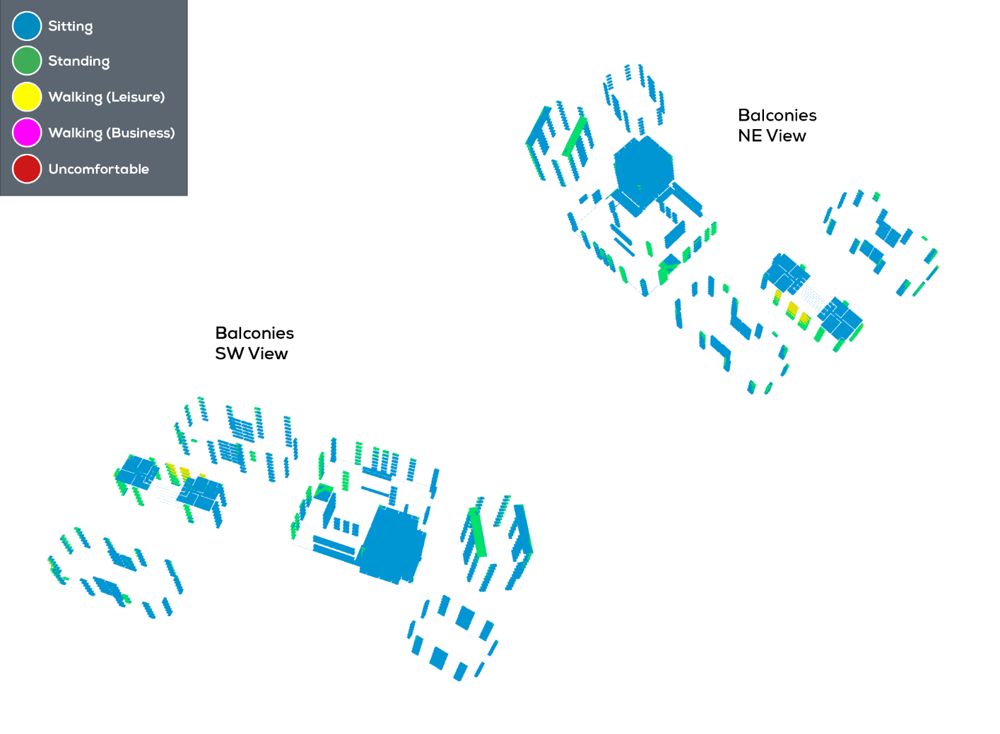 Sitting
Standing
Walking (Leisure)
Walking (Business)
Uncomfortable
Balconies
NE View
Balconies
SW View